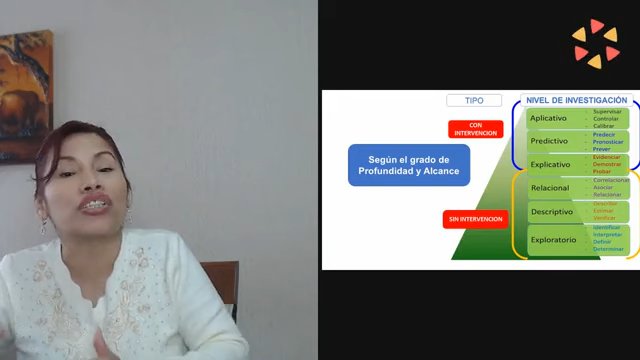 TIPO
NIVEL DE INVESTIGACIÓN
Según el grado de
Profundidad y Alcance
CON
INTERVENCION
SIN INTERVENCION
Aplicativo
- Supervisar
- Controlar
- Calibrar
Predictivo
- Predecir
- Pronosticar
- Prever
Explicativo
- Evidenciar
- Demostrar
- Probar
Relacional
- Correlacionar
- Asociar
- Relacionar
Descriptivo
- Describir
- Estimar
- Verificar
Exploratorio
- Identificar
- Interpretar
- Definir
- Determinar